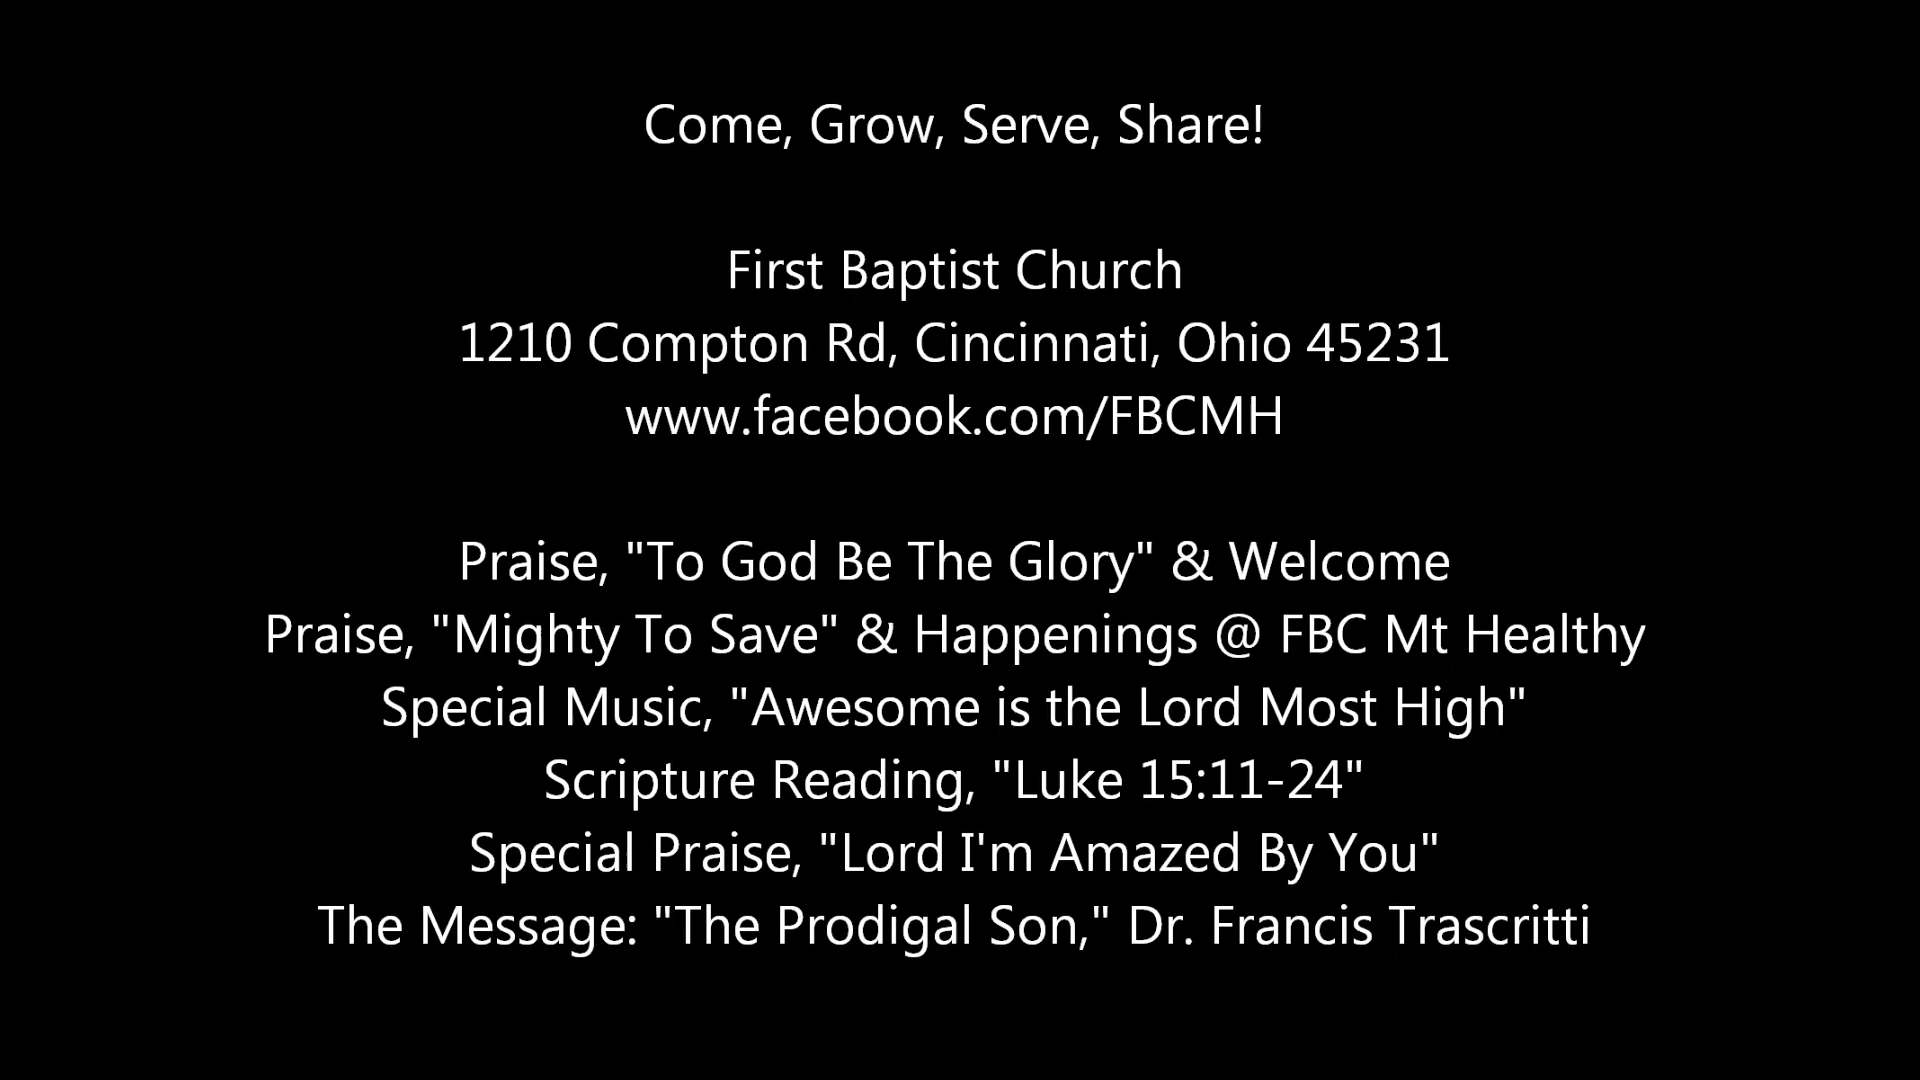 Come, Grow, Serve, Share!
First Baptist Church
1210 Compton Rd, Cincinnati, Ohio 45231
www.facebook.com/FBCMH
Praise, "To God Be The Glory" & Welcome
Praise, "Mighty To Save" & Happenings @ FBC Mt Healthy
Special Music, "Awesome is the Lord Most High"
Scripture Reading, "Luke 15:11-24"
Special Praise, "Lord I'm Amazed By You"
The Message: "The Prodigal Son," Dr. Francis Trascritti